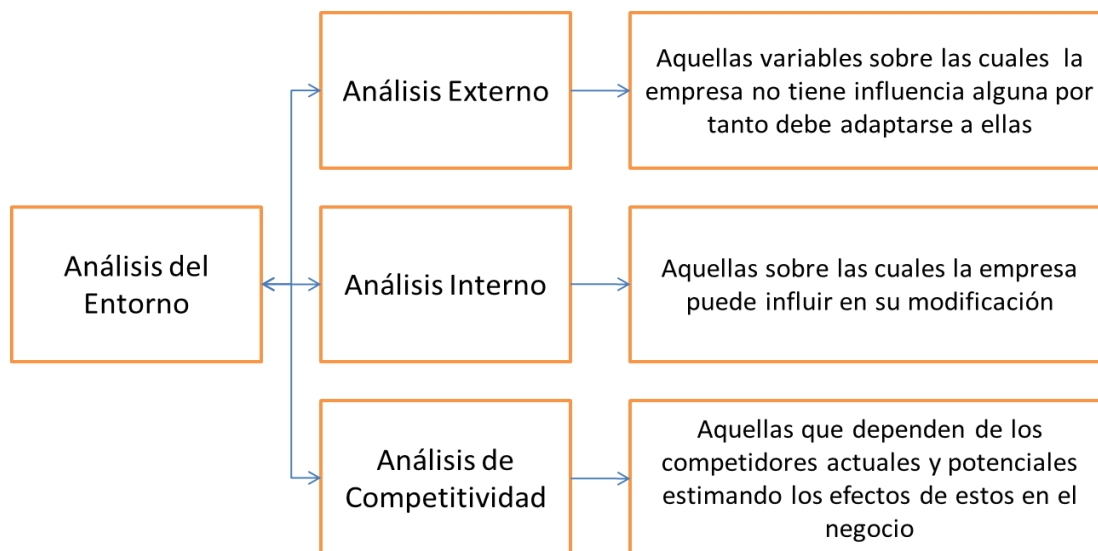 Análisis Externo
Aquellas variables sobre las cuales la
empresa no tiene influencia alguna por
tanto debe adaptarse a ellas
Análisis del
Entorno
Análisis Interno
Aquellas sobre las cuales la empresa
puede influir en su modificación
Análisis de
Competitividad
Aquellas que dependen de los
competidores actuales y potenciales
estimando los efectos de estos en el
negocio